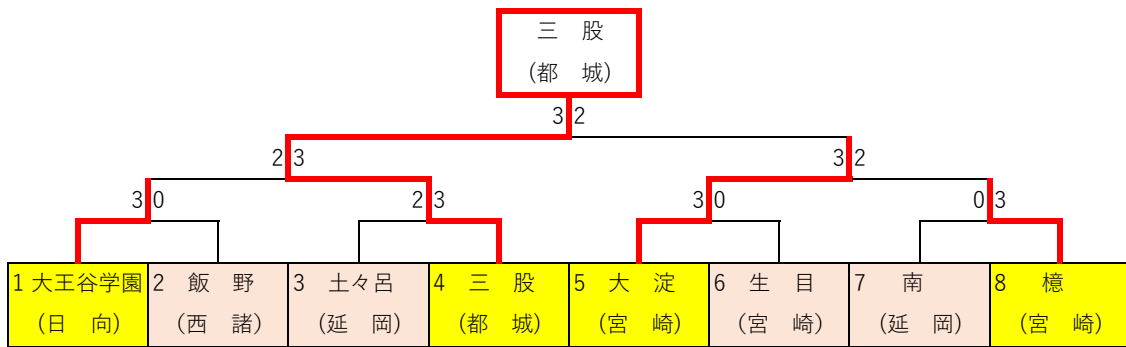 三　股
(都　城)
3 2
2 3
3 2
3 0
2 3
3 0
0 3
1 大王谷学園
(日　向)
2　飯　野
(西　諸)
3　土々呂
(延　岡)
4　三　股
(都　城)
5　大　淀
(宮　崎)
6　生　目
(宮　崎)
7　南
(延　岡)
8　檍
(宮　崎)